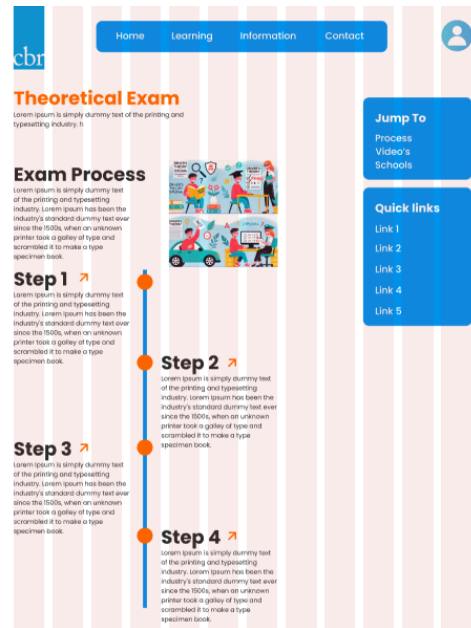 cbr
Home Learning Information Contact
Theoretical Exam
Lorem Ipsum is simply dummy text of the printing and
typesetting industry. h
Jump To
Process
Video's
Schools
Exam Process
Lorem Ipsum is simply dummy text
of the printing and typesetting
industry. Lorem Ipsum has been the
industry's standard dummy text ever
since the 1500s, when an unknown
printer took a galley of type and
scrambled it to make a type
specimen book.
Quick links
Link 1
Link 2
Link 3
Link 4
Link 5
Step 1
Lorem Ipsum is simply dummy text
of the printing and typesetting
industry. Lorem Ipsum has been the
industry's standard dummy text ever
since the 1500s, when an unknown
printer took a galley of type and
scrambled it to make a type
specimen book.
Step 2
Lorem Ipsum is simply dummy text
of the printing and typesetting
industry. Lorem Ipsum has been the
industry's standard dummy text ever
since the 1500s, when an unknown
printer took a galley of type and
scrambled it to make a type
specimen book.
Step 3
Lorem Ipsum is simply dummy text
of the printing and typesetting
industry. Lorem Ipsum has been the
industry's standard dummy text ever
since the 1500s, when an unknown
printer took a galley of type and
scrambled it to make a type
specimen book.
Step 4
Lorem Ipsum is simply dummy text
of the printing and typesetting
industry. Lorem Ipsum has been the
industry's standard dummy text ever
since the 1500s, when an unknown
printer took a galley of type and
scrambled it to make a type
specimen book.